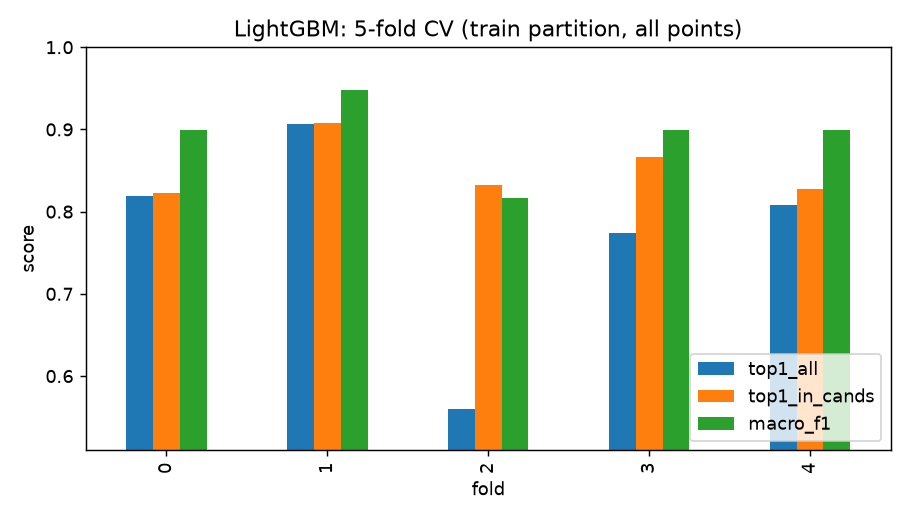 LightGBM: 5-fold CV (train partition, all points)
1.0
0.9
0.8
0.7
0.6
score
0
1
2
3
4
fold
top1_all
top1_in_cands
macro_f1